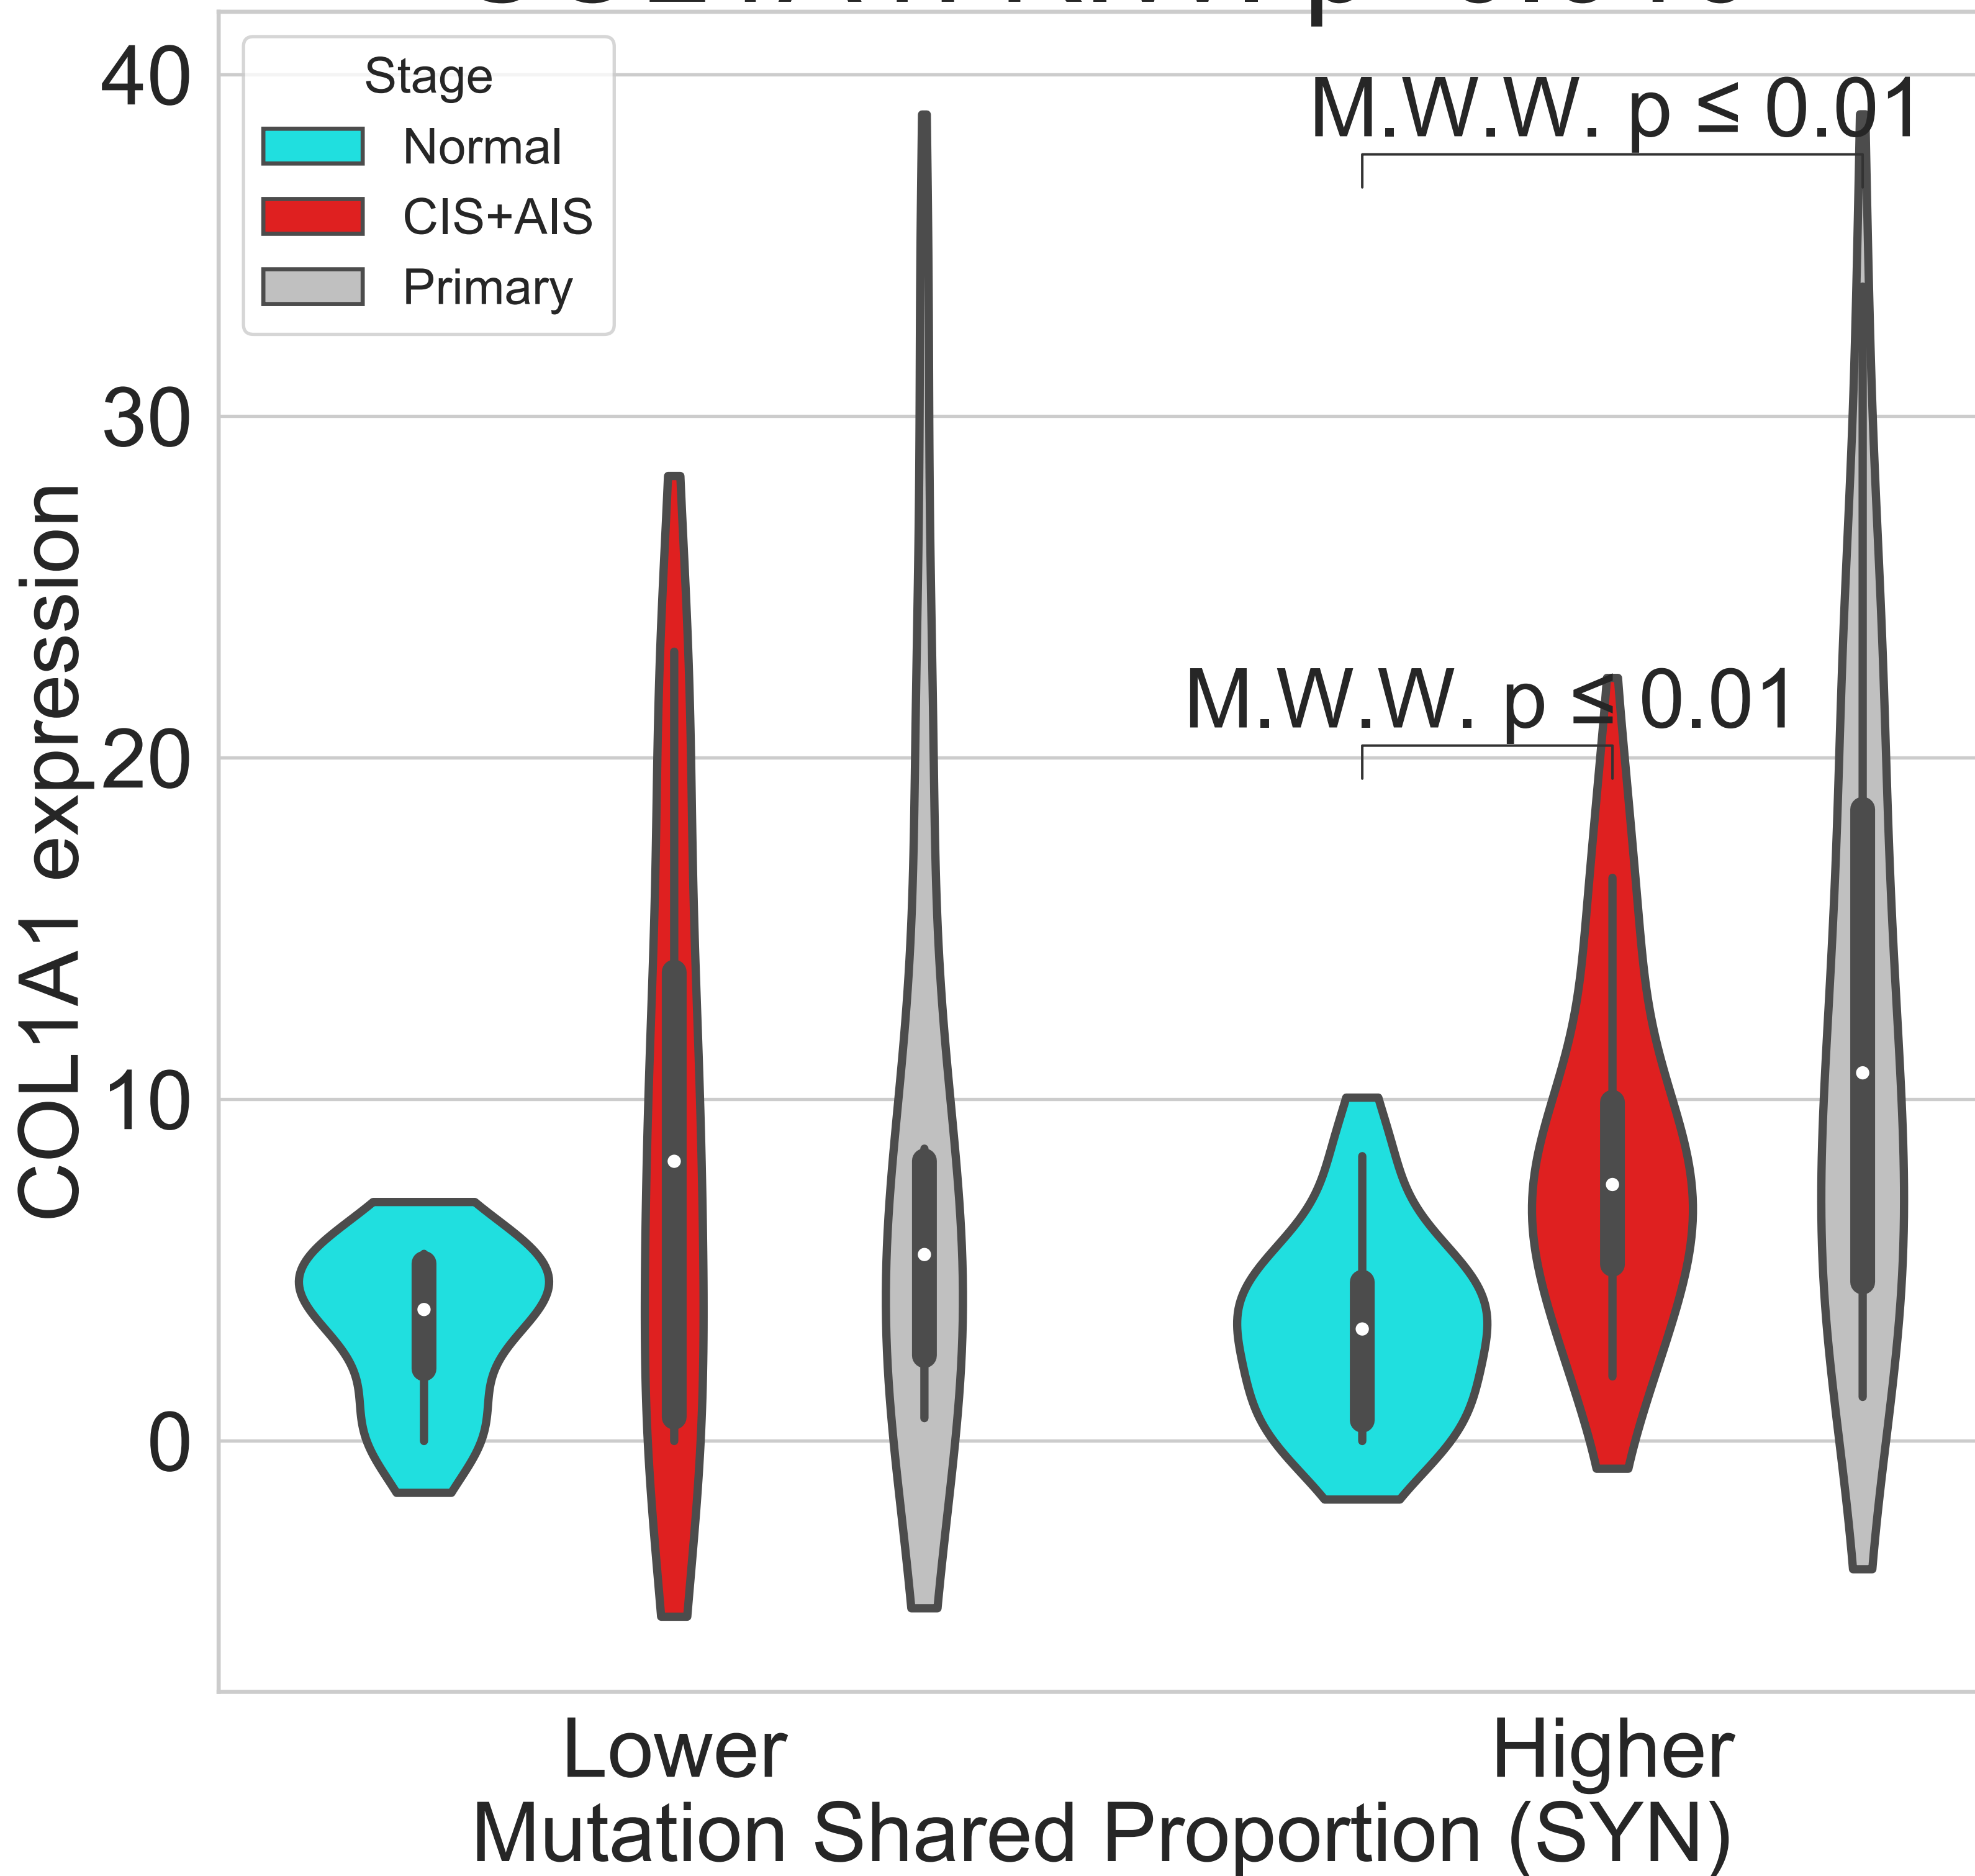 40
30
20
10
0
COL1A1 expression
Stage
Normal
CIS+AIS
Primary
M.W.W. p ≤ 0.01
M.W.W. p ≤ 0.01
Lower
Higher
Mutation Shared Proportion (SYN)